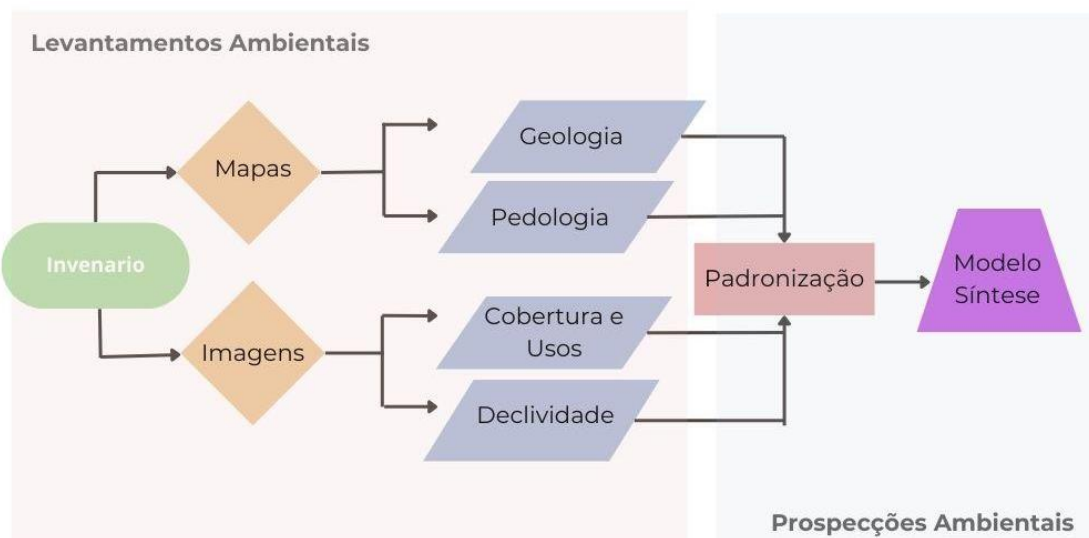 Levantamentos Ambientais
Geologia
Mapas
Pedologia
Invenario
Padronização
Modelo
Síntese
Cobertura e
Usos
Imagens
Declividade
Prospecções Ambientais